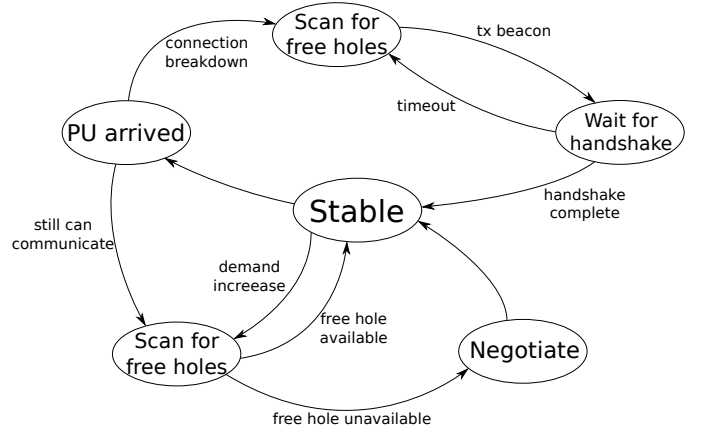 Scan for
free holes
tx beacon
connection
breakdown
timeout
PU arrived
Wait for
handshake
handshake
complete
Stable
still can
communicate
demand
increease
free hole
available
Scan for
free holes
Negotiate
free hole unavailable